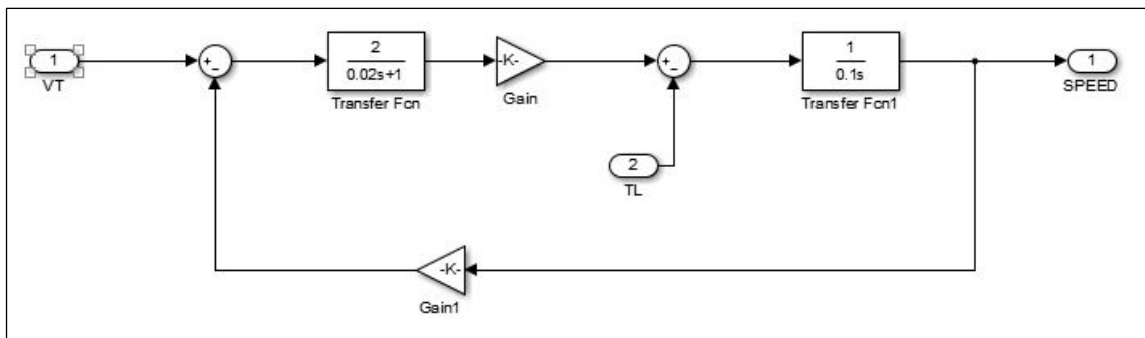 1
VT
+
-
2
0.02s+1
Transfer Fcn
-K-
Gain
+
-
1
0.1s
Transfer Fcn1
1
SPEED
2
TL
-K-
Gain1